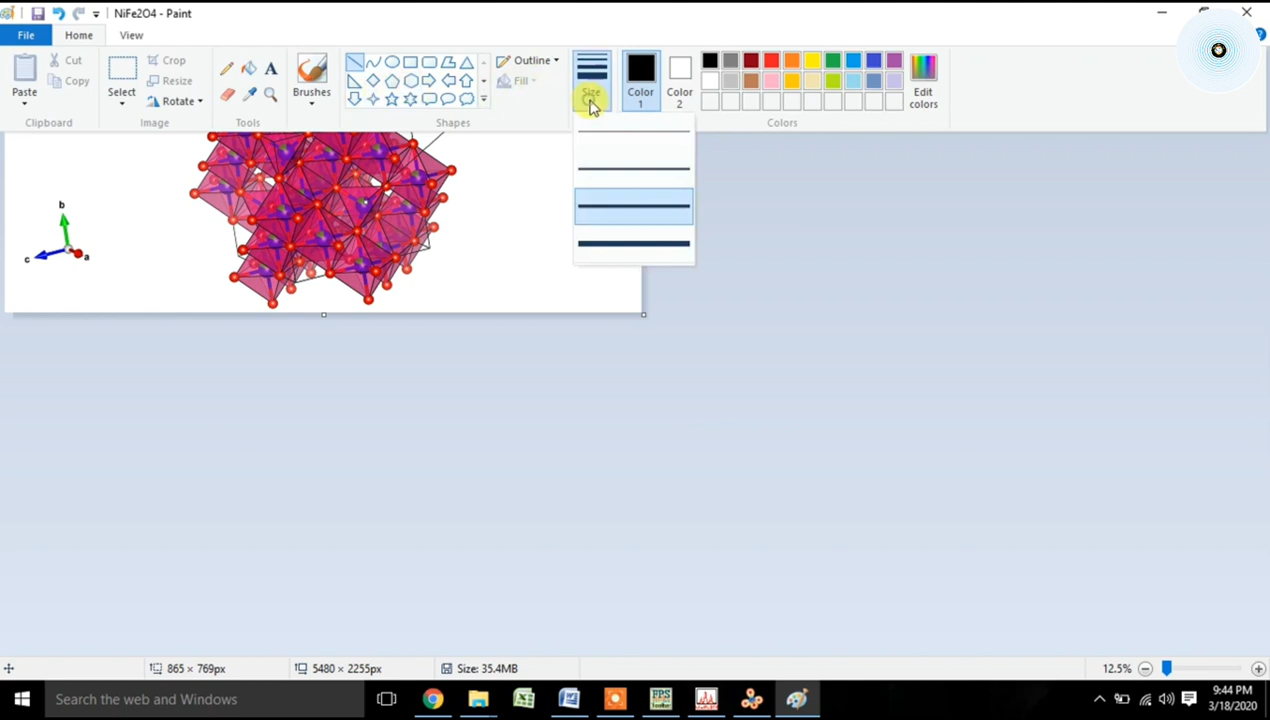 NiFe2O4 - Paint
File Home View
Paste
Cut
Copy
Clipboard
Select
Crop
Resize
Rotate
Image
A
Tools
Brushes
Shapes
Outline
Fill
Size
Color 1
Color 2
Edit colors
Colors
b
c
a
865 × 769px
5480 × 2255px
Size: 35.4MB
12.5%
Search the web and Windows
9:44 PM
3/18/2020